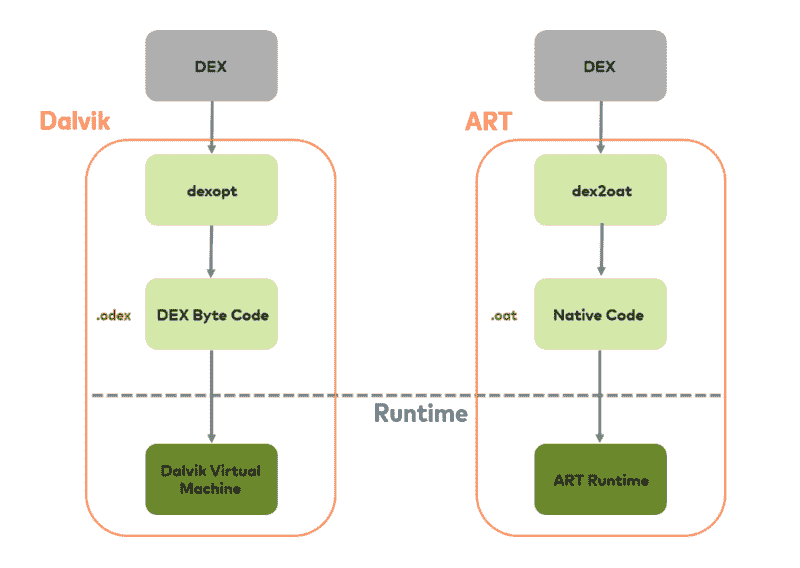 DEX
DEX
Dalvik
ART
dexopt
dex2oat
.odex
DEX Byte Code
.oat
Native Code
Runtime
Dalvik Virtual
Machine
ART Runtime